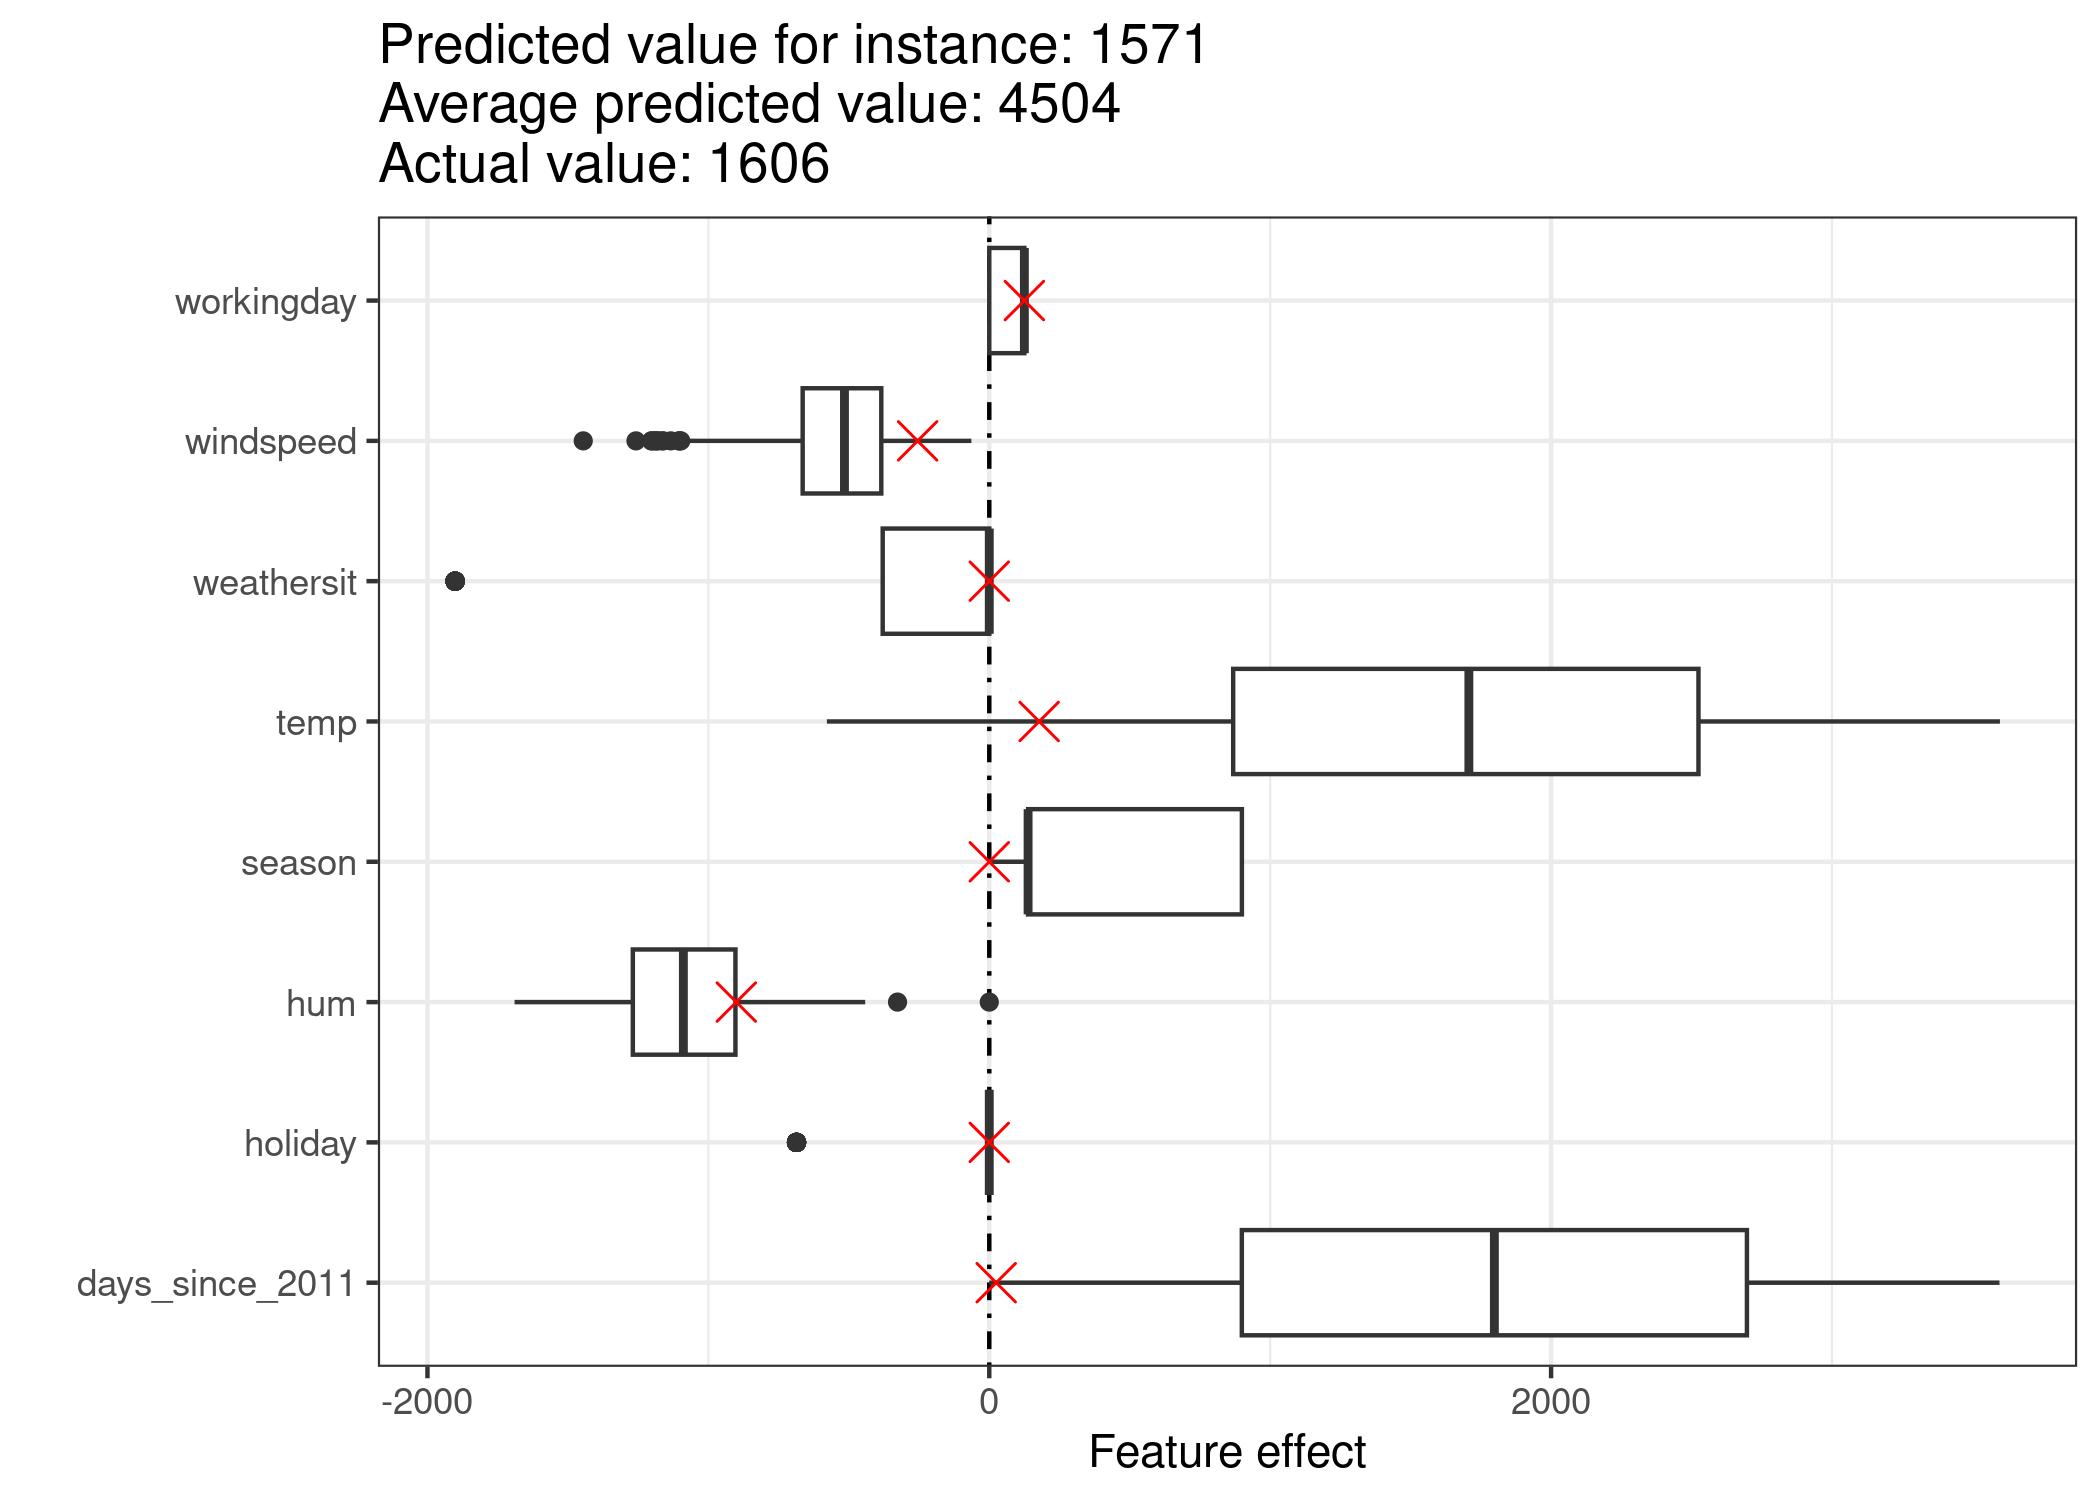 Predicted value for instance: 1571
Average predicted value: 4504
Actual value: 1606
workingday
windspeed
weathersit
temp
season
hum
holiday
days_since_2011
-2000 0 2000
Feature effect